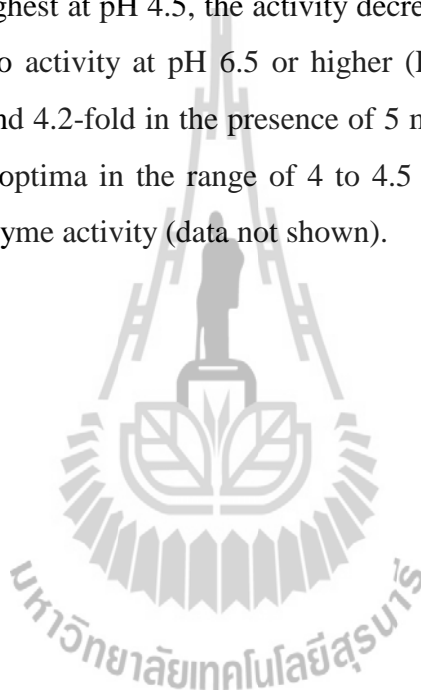 ghest at pH 4.5, the activity decre
o activity at pH 6.5 or higher (
nd 4.2-fold in the presence of 5 m
optima in the range of 4 to 4.5
yme activity (data not shown).
มหาวิทยาลัยเทคโนโลยีสุรนารี